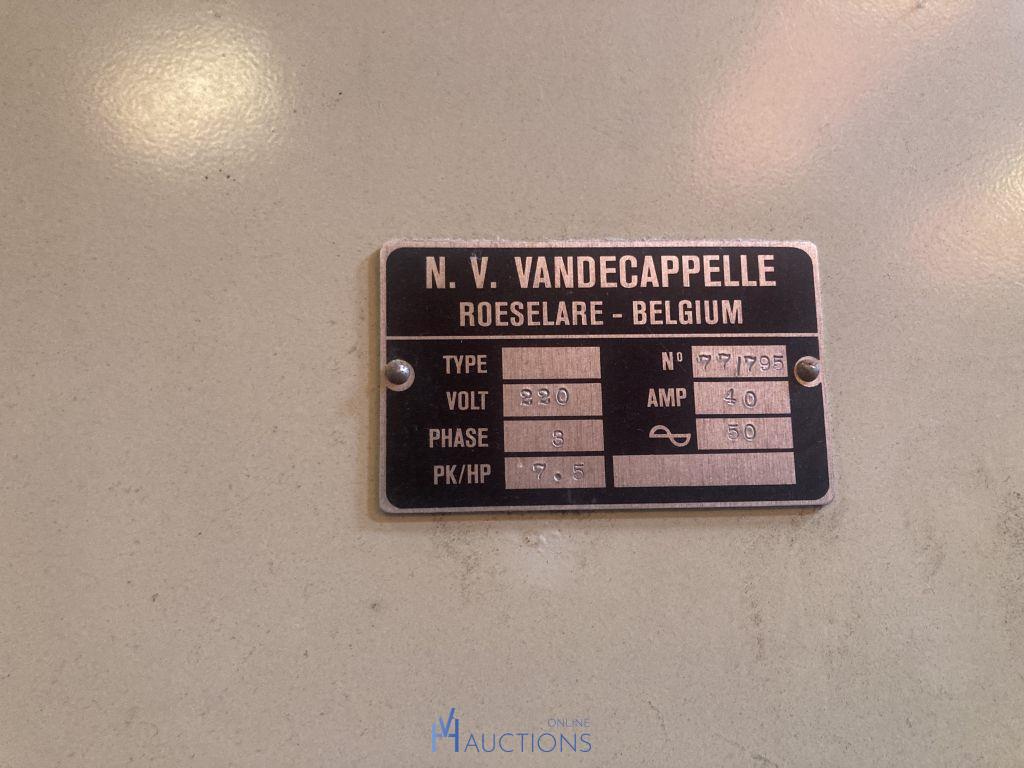 N. V. VANDECAPPELLE
ROESELARE - BELGIUM
TYPE
Nº 77/795
VOLT 220
AMP 40
PHASE 3
50
PK/HP 7.5
ONLINE
AUCTIONS